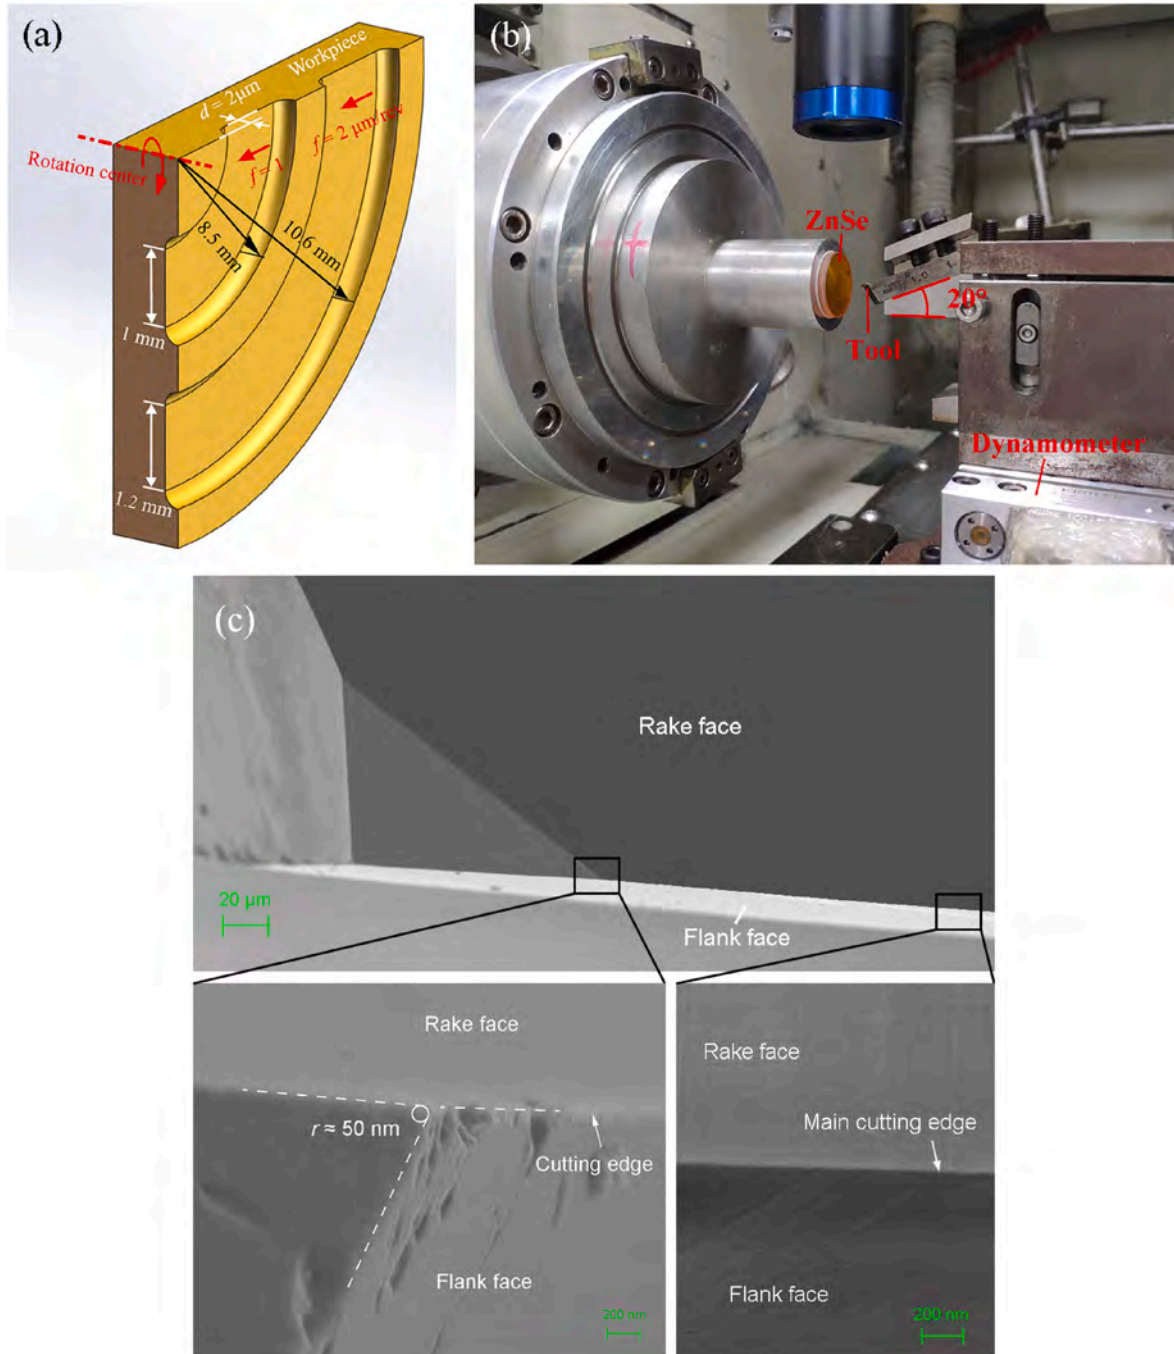 (a)
Workpiece
d = 2μm
f = 2 μm/rev
Rotation center
f = 1
8.5 mm
10.6 mm
1 mm
1.2 mm
(b)
ZnSe
1.0
20°
Tool
Dynamometer
(c)
Rake face
20 μm
Flank face
Rake face
r ≈ 50 nm
Cutting edge
Flank face
200 nm
Rake face
Main cutting edge
Flank face
200 nm